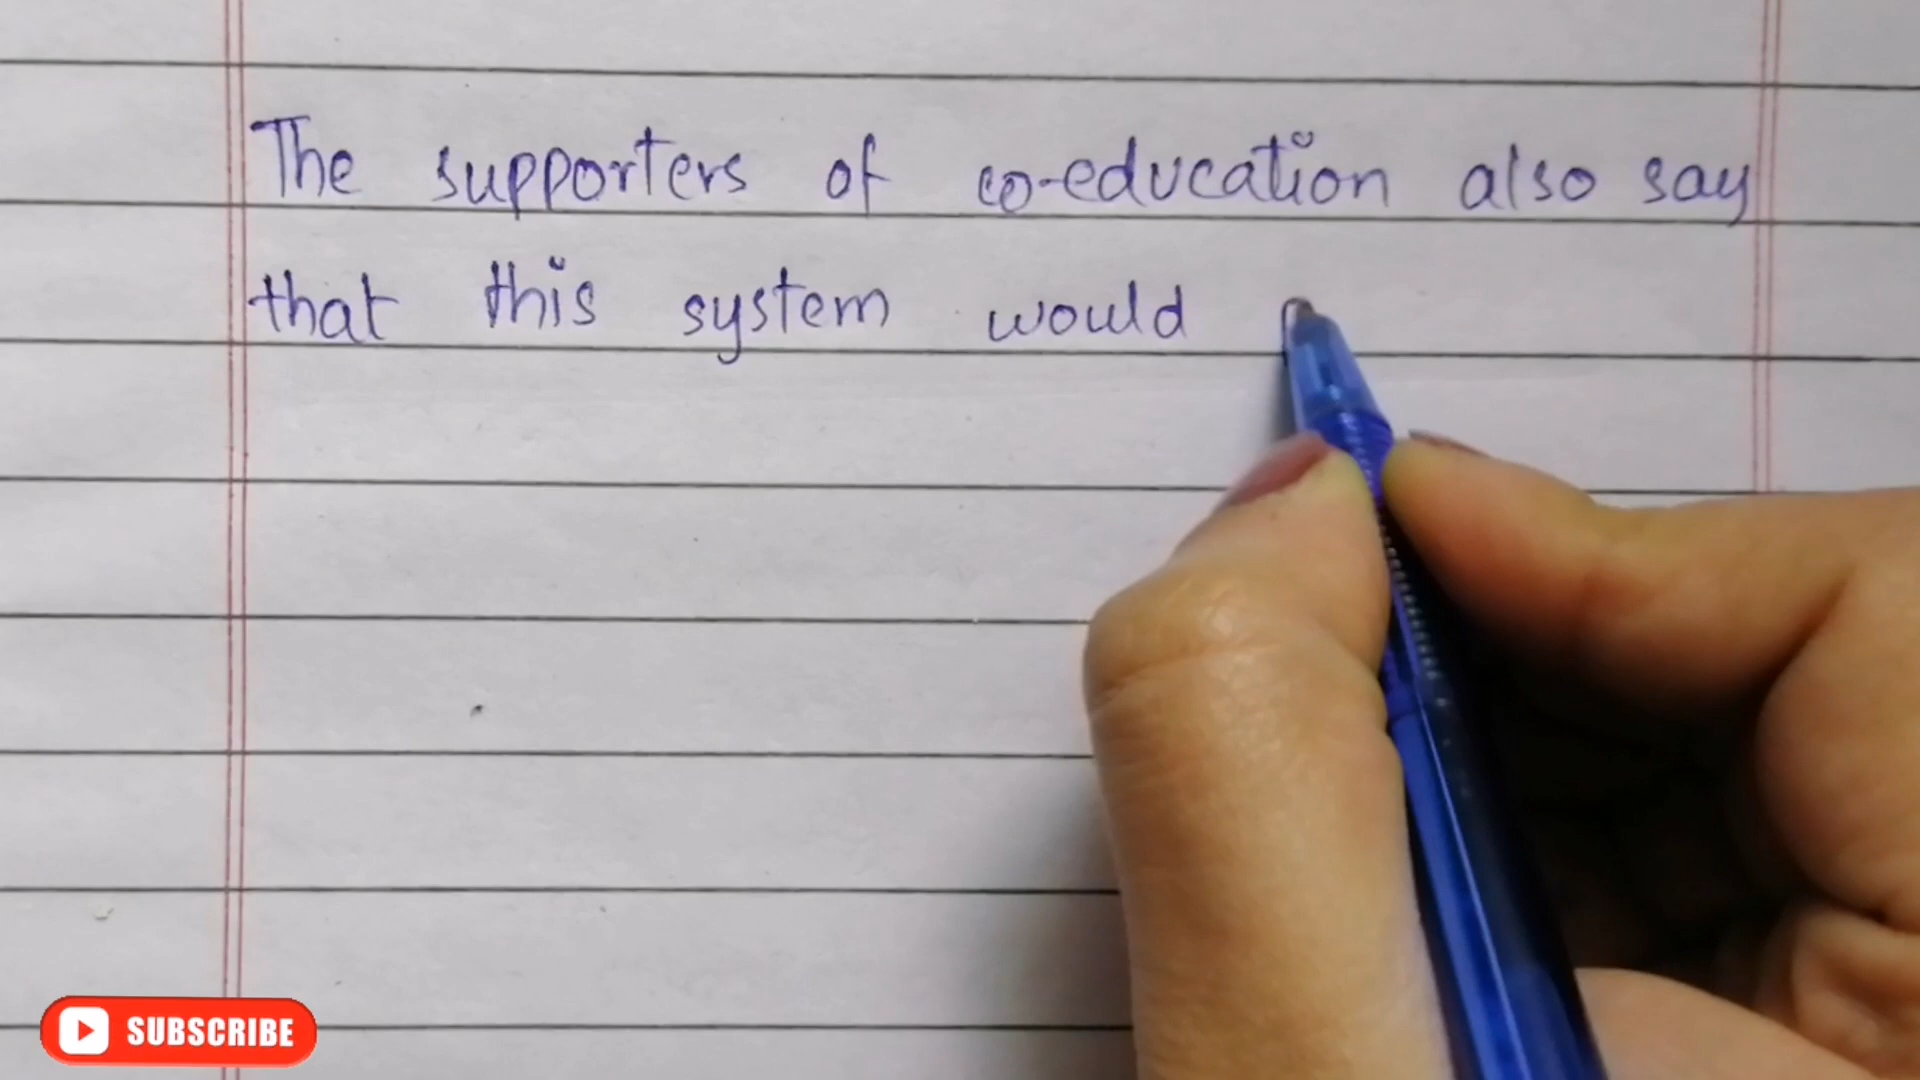 The supporters of co-education also say
that this system would
SUBSCRIBE